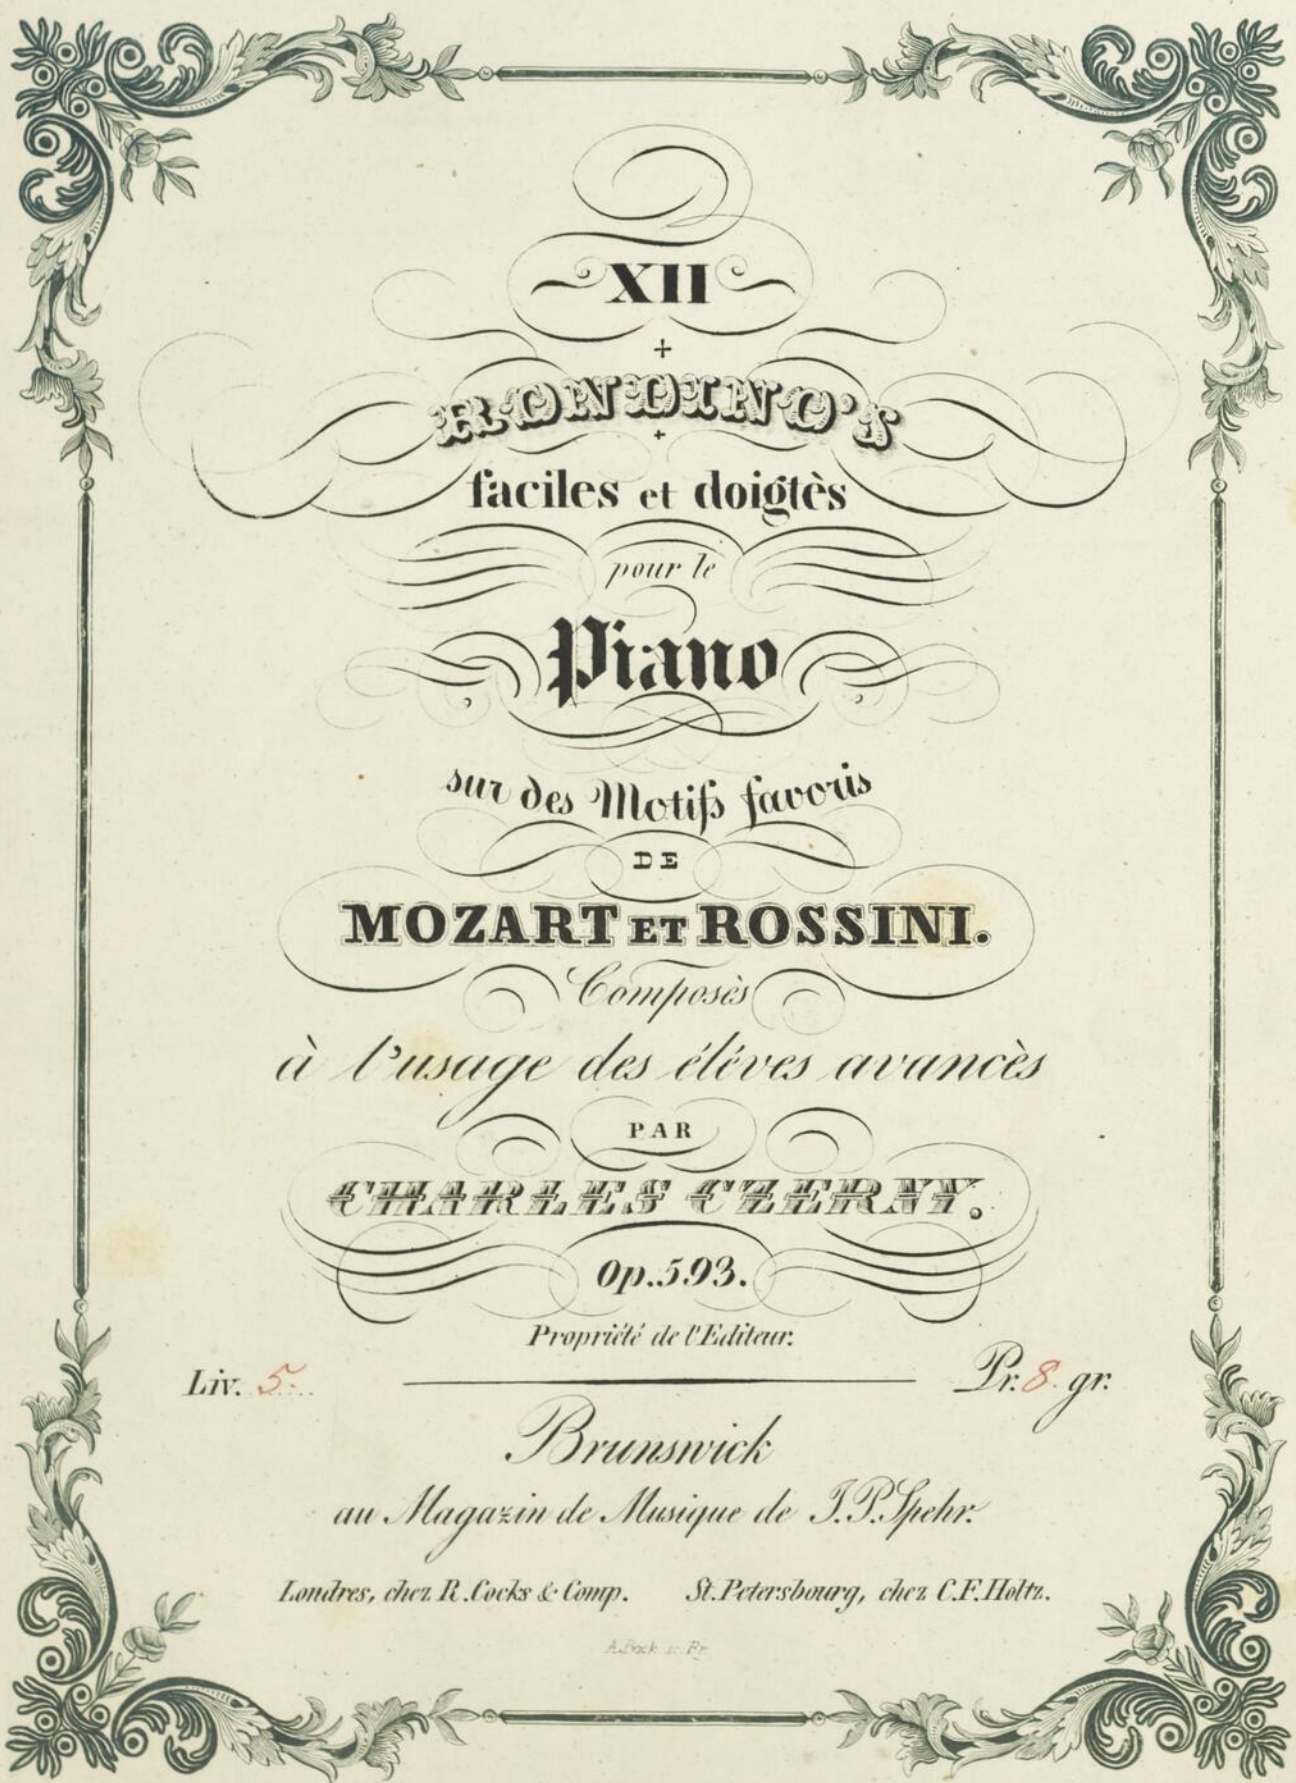 XII
RONDINO'S
faciles et doigtès
pour le
Piano
sur des Motifs favoris
DE
MOZART ET ROSSINI.
Composès
à l'usage des éléves avancès
PAR
CHARLES CZERNY.
Op. 593.
Propriété de l'Editeur.
Liv. 5. Pr. 8. gr.
Brunswick
au Magazin de Musique de J. P. Spehr.
Londres, chez R. Cocks & Comp. St. Petersbourg, chez C. F. Holtz.